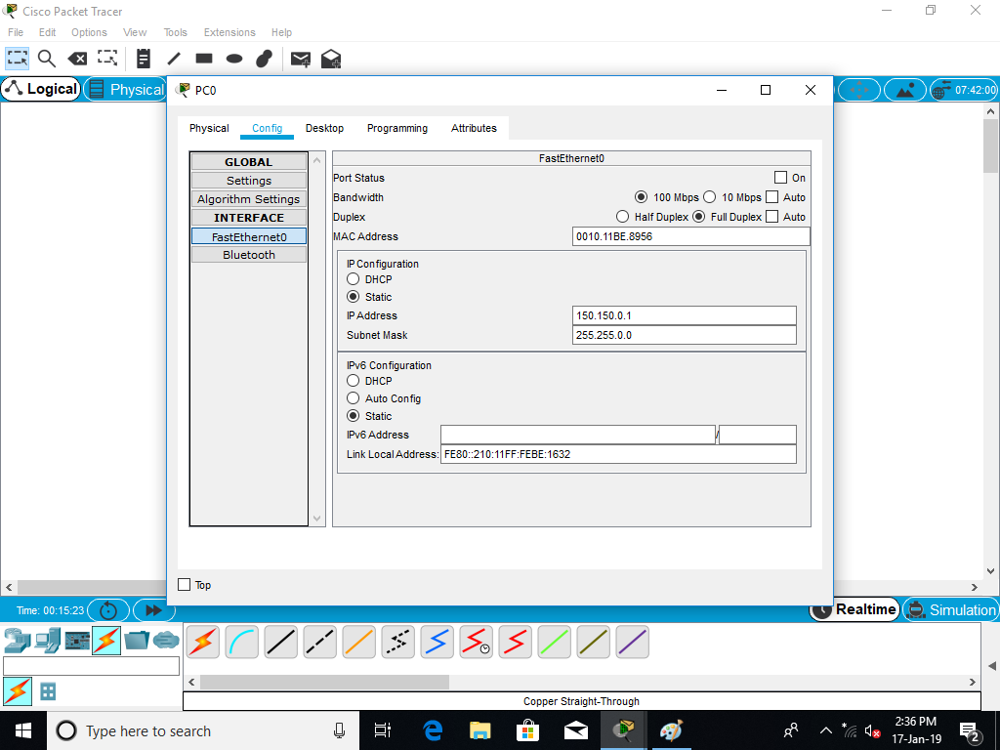 Cisco Packet Tracer
File Edit Options View Tools Extensions Help
Logical Physical 07:42:00
PC0
Physical Config Desktop Programming Attributes
GLOBAL
Settings
Algorithm Settings
INTERFACE
FastEthernet0
Bluetooth
FastEthernet0
Port Status On
Bandwidth 100 Mbps 10 Mbps Auto
Duplex Half Duplex Full Duplex Auto
MAC Address 0010.11BE.8956
IP Configuration
DHCP
Static
IP Address 150.150.0.1
Subnet Mask 255.255.0.0
IPv6 Configuration
DHCP
Auto Config
Static
IPv6 Address /
Link Local Address: FE80::210:11FF:FEBE:1632
Top
Time: 00:15:23 Realtime Simulation
Copper Straight-Through
Type here to search
2:36 PM
17-Jan-19
2